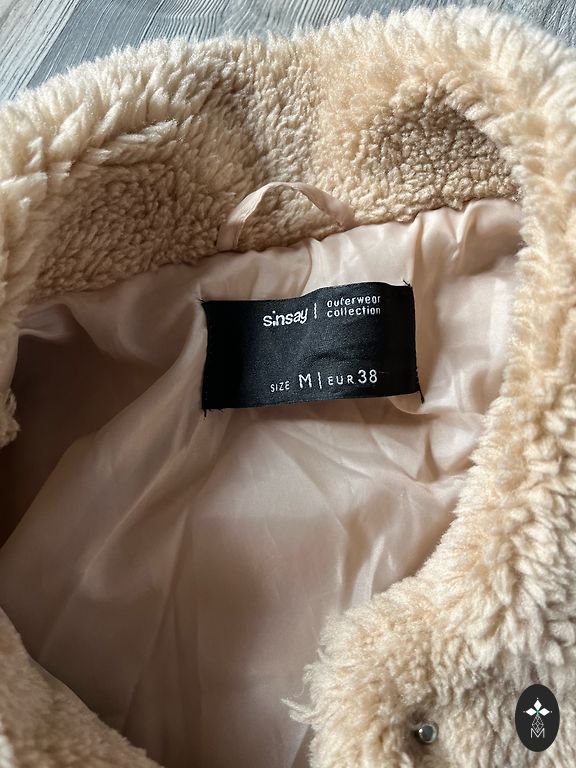 sinsay | outerwear
collection
SIZE M | EUR 38
M